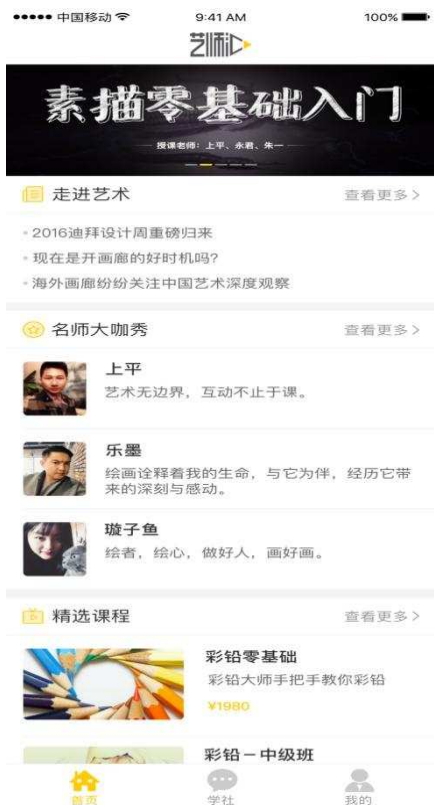 中国移动
9:41 AM
100%
艺师汇
素描零基础入门
授课老师：上平、永君、朱一
走进艺术
查看更多
2016迪拜设计周重磅归来
现在是开画廊的好时机吗?
海外画廊纷纷关注中国艺术深度观察
名师大咖秀
查看更多
上平
艺术无边界，互动不止于课。
乐墨
绘画诠释着我的生命，与它为伴，经历它带
来的深刻与感动。
璇子鱼
绘者，绘心，做好人，画好画。
精选课程
查看更多
彩铅零基础
彩铅大师手把手教你彩铅
¥1980
彩铅－中级班
首页
学社
我的